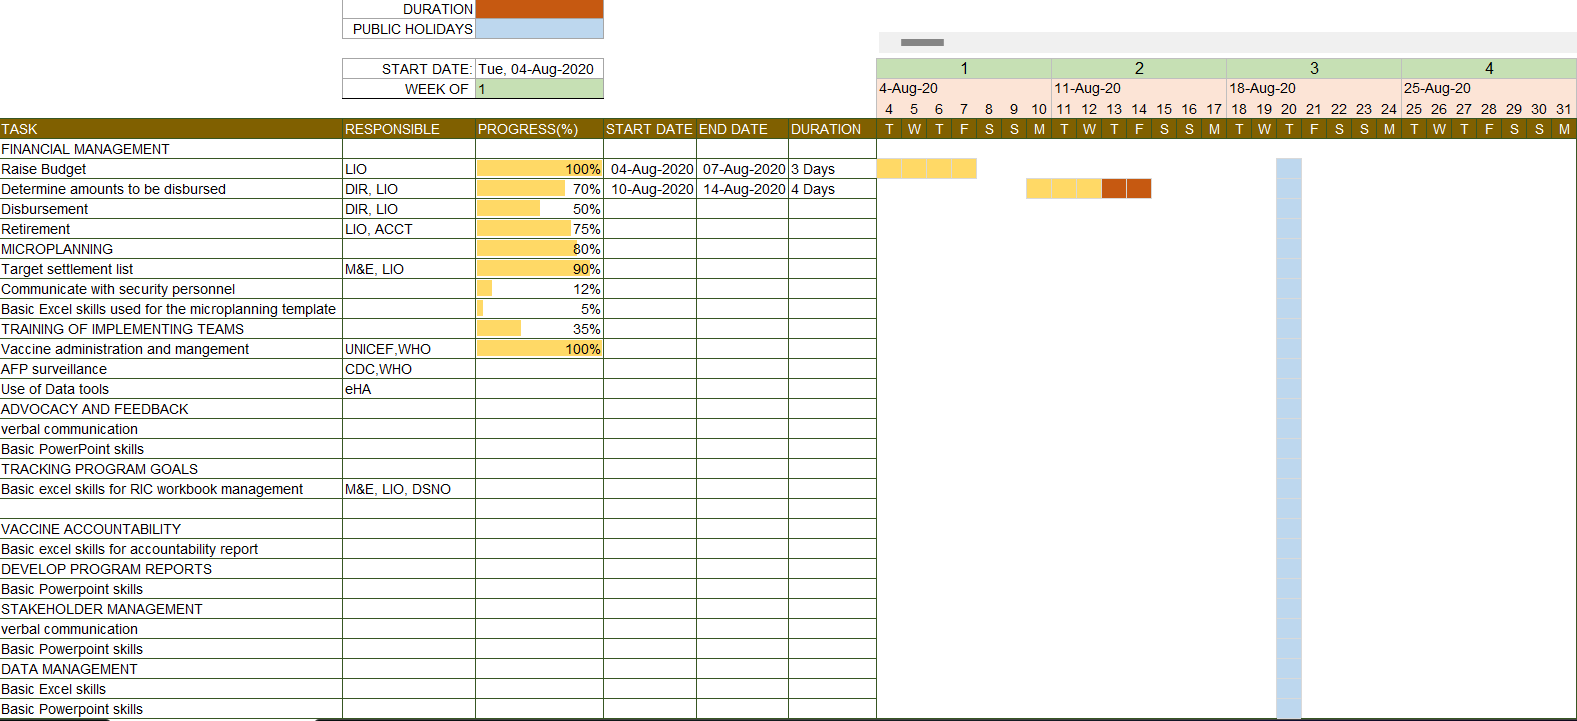 DURATION
PUBLIC HOLIDAYS
START DATE: Tue, 04-Aug-2020 1 2 3 4
WEEK OF 1 4-Aug-20 11-Aug-20 18-Aug-20 25-Aug-20
4 5 6 7 8 9 10 11 12 13 14 15 16 17 18 19 20 21 22 23 24 25 26 27 28 29 30 31
TASK RESPONSIBLE PROGRESS(%) START DATE END DATE DURATION T W T F S S M T W T F S S M T W T F S S M T W T F S S M
FINANCIAL MANAGEMENT
Raise Budget LIO 100% 04-Aug-2020 07-Aug-2020 3 Days
Determine amounts to be disbursed DIR, LIO 70% 10-Aug-2020 14-Aug-2020 4 Days
Disbursement DIR, LIO 50%
Retirement LIO, ACCT 75%
MICROPLANNING 80%
Target settlement list M&E, LIO 90%
Communicate with security personnel 12%
Basic Excel skills used for the microplanning template 5%
TRAINING OF IMPLEMENTING TEAMS 35%
Vaccine administration and mangement UNICEF,WHO 100%
AFP surveillance CDC,WHO
Use of Data tools eHA
ADVOCACY AND FEEDBACK
verbal communication
Basic PowerPoint skills
TRACKING PROGRAM GOALS
Basic excel skills for RIC workbook management M&E, LIO, DSNO
VACCINE ACCOUNTABILITY
Basic excel skills for accountability report
DEVELOP PROGRAM REPORTS
Basic Powerpoint skills
STAKEHOLDER MANAGEMENT
verbal communication
Basic Powerpoint skills
DATA MANAGEMENT
Basic Excel skills
Basic Powerpoint skills